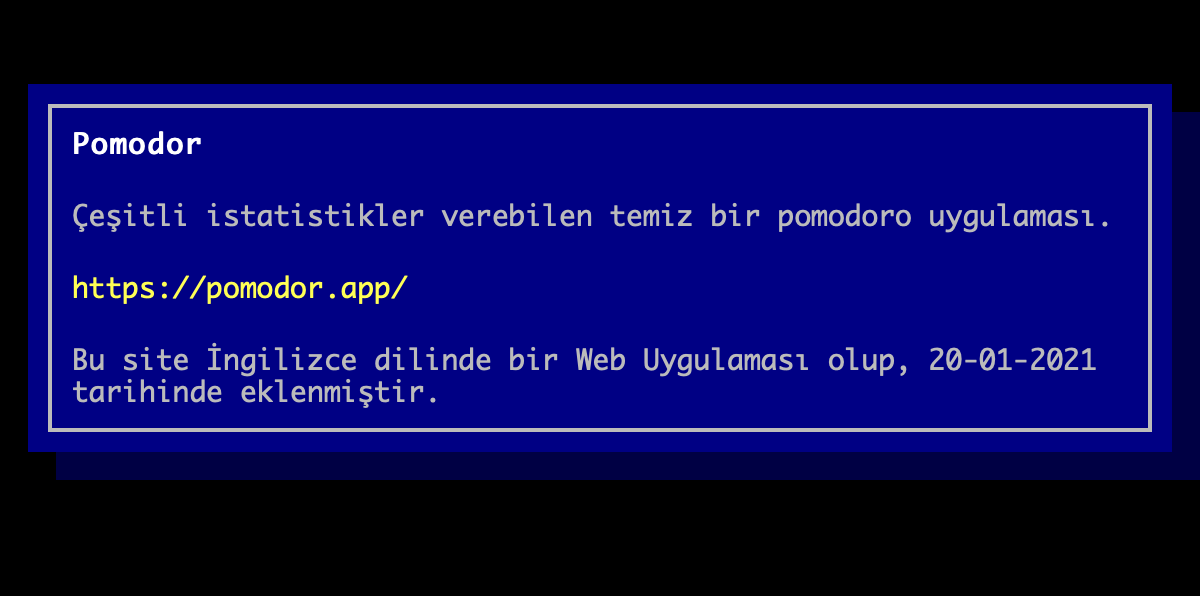 Pomodor
Çeşitli istatistikler verebilen temiz bir pomodoro uygulaması.
https://pomodor.app/
Bu site İngilizce dilinde bir Web Uygulaması olup, 20-01-2021
tarihinde eklenmiştir.